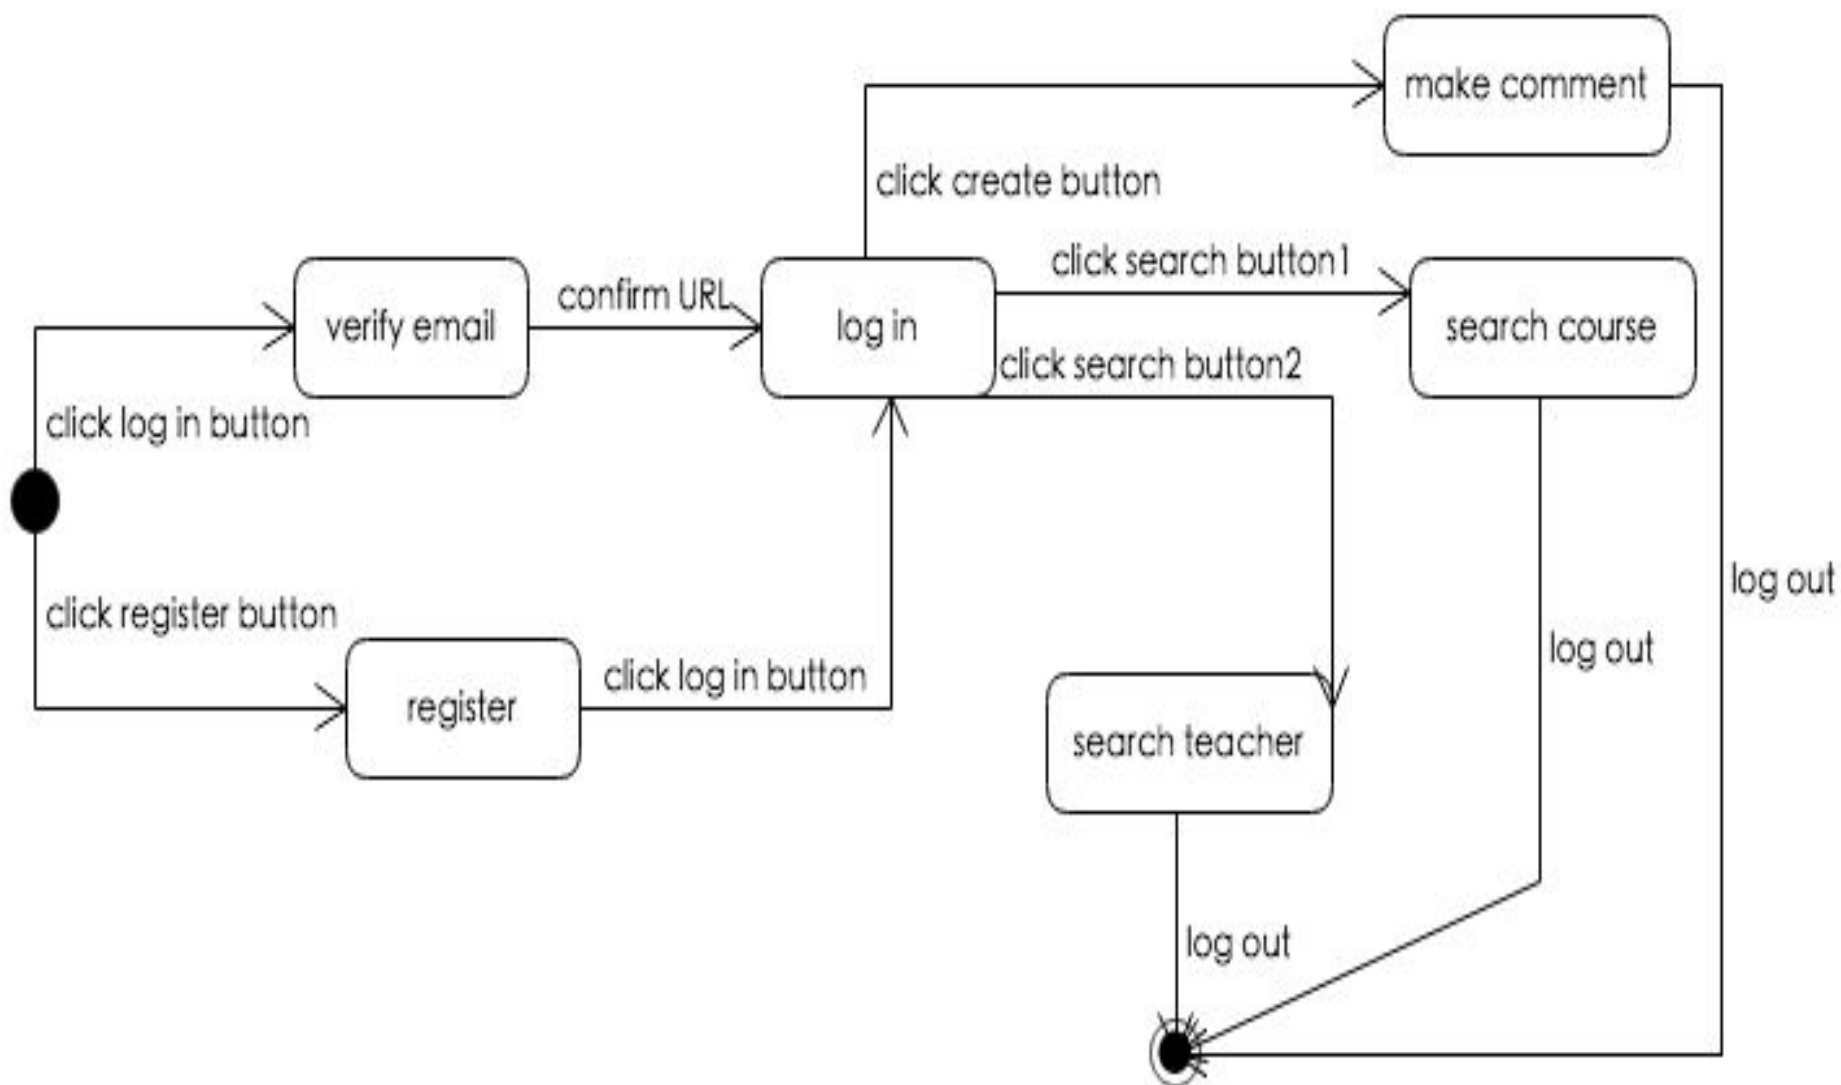 make comment
click create button
click search button1
confirm URL
verify email
log in
search course
click search button2
click log in button
log out
click register button
log out
click log in button
register
search teacher
log out